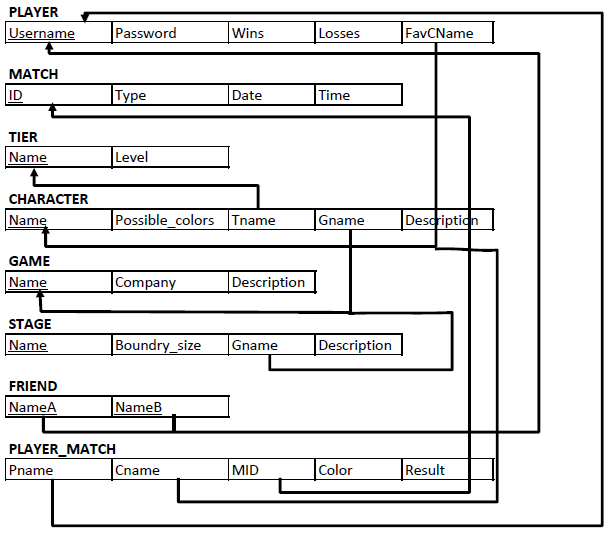 PLAYER
Username Password Wins Losses FavCName
MATCH
ID Type Date Time
TIER
Name Level
CHARACTER
Name Possible_colors Tname Gname Description
GAME
Name Company Description
STAGE
Name Boundry_size Gname Description
FRIEND
NameA NameB
PLAYER_MATCH
Pname Cname MID Color Result